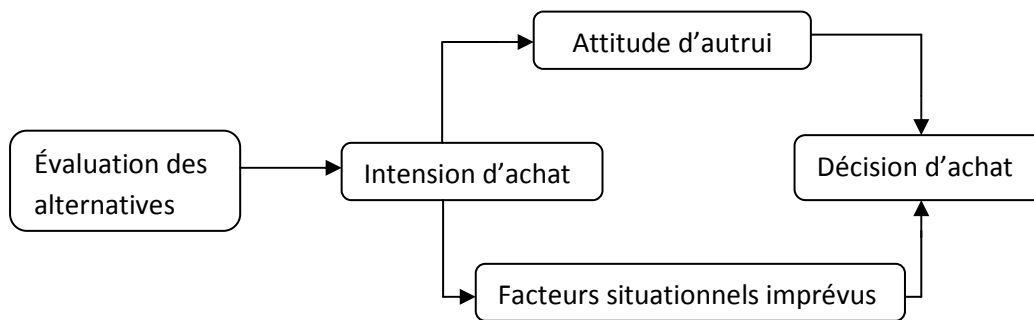 Attitude d’autrui
Évaluation des
alternatives
Intension d’achat
Décision d’achat
Facteurs situationnels imprévus